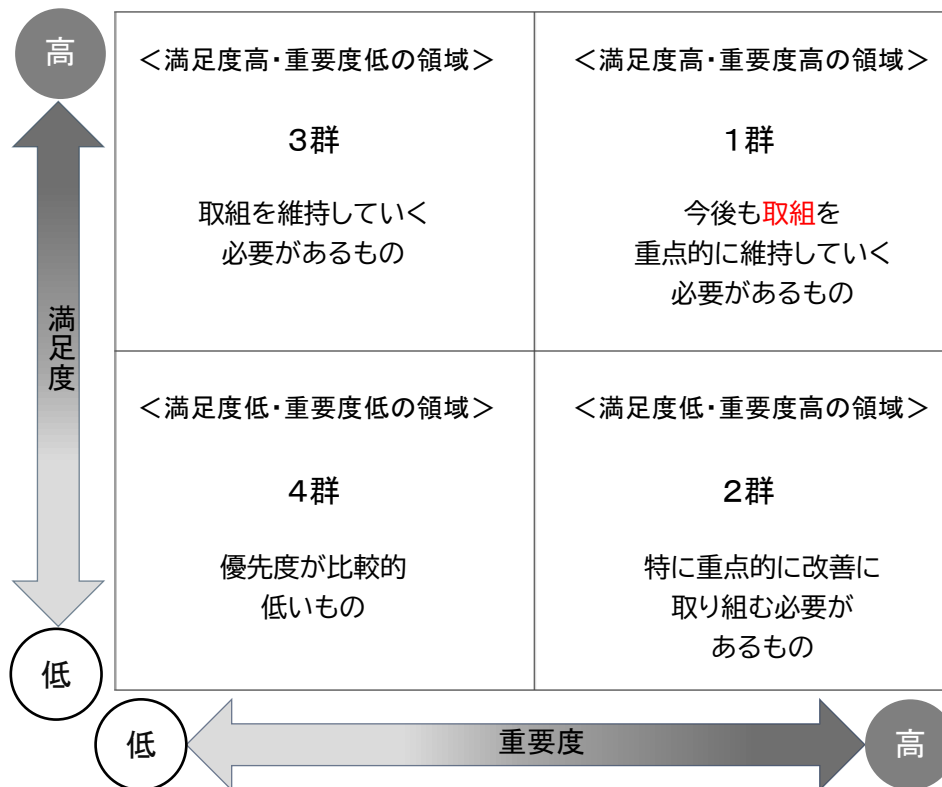 高
<満足度高・重要度低の領域>
3群
取組を維持していく
必要があるもの
<満足度高・重要度高の領域>
1群
今後も取組を
重点的に維持していく
必要があるもの
満足度
<満足度低・重要度低の領域>
4群
優先度が比較的
低いもの
<満足度低・重要度高の領域>
2群
特に重点的に改善に
取り組む必要が
あるもの
低
低
重要度
高